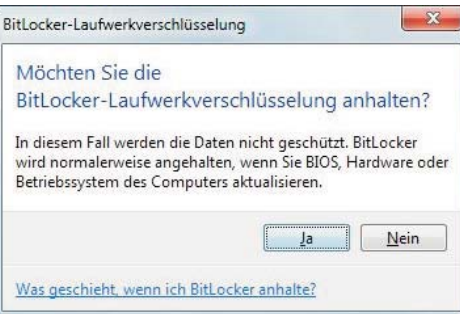 BitLocker-Laufwerkverschlüsselung
Möchten Sie die
BitLocker-Laufwerkverschlüsselung anhalten?
In diesem Fall werden die Daten nicht geschützt. BitLocker
wird normalerweise angehalten, wenn Sie BIOS, Hardware oder
Betriebssystem des Computers aktualisieren.
Ja Nein
Was geschieht, wenn ich BitLocker anhalte?